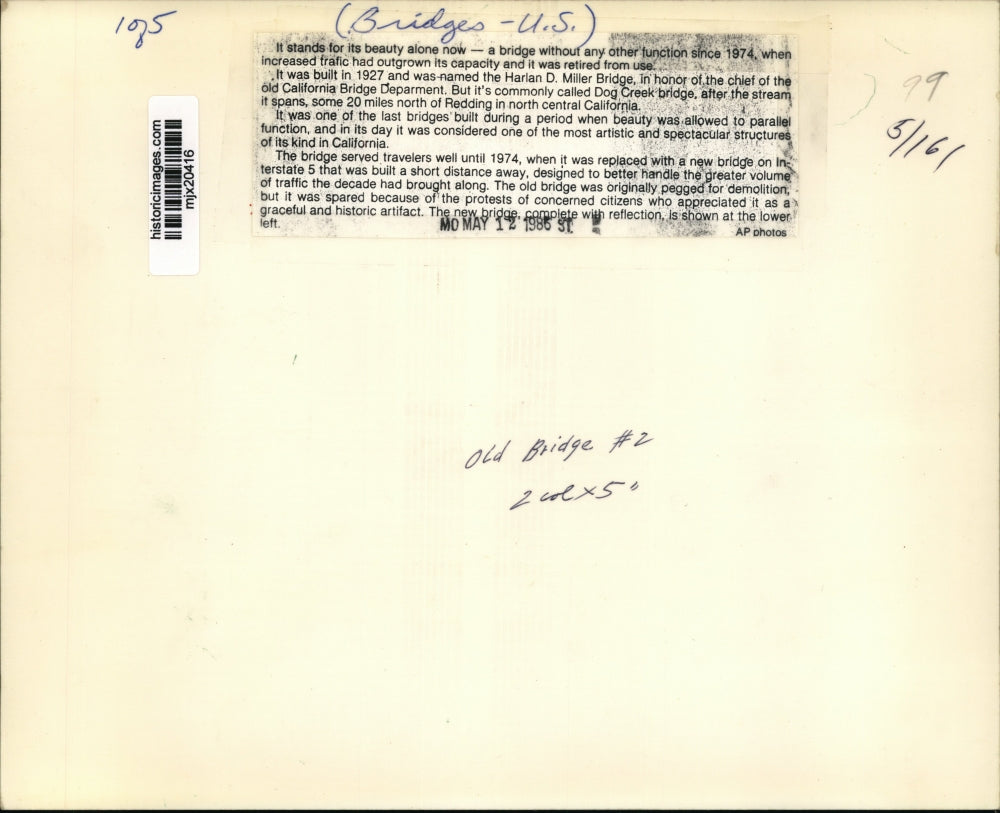 1 of 5
(Bridges - U.S.)
It stands for its beauty alone now — a bridge without any other function since 1974, when
increased trafic had outgrown its capacity and it was retired from use.
It was built in 1927 and was named the Harlan D. Miller Bridge, in honor of the chief of the
old California Bridge Deparment. But it's commonly called Dog Creek bridge, after the stream
it spans, some 20 miles north of Redding in north central California.
It was one of the last bridges built during a period when beauty was allowed to parallel
function, and in its day it was considered one of the most artistic and spectacular structures
of its kind in California.
The bridge served travelers well until 1974, when it was replaced with a new bridge on In-
terstate 5 that was built a short distance away, designed to better handle the greater volume
of traffic the decade had brought along. The old bridge was originally pegged for demolition,
but it was spared because of the protests of concerned citizens who appreciated it as a
graceful and historic artifact. The new bridge, complete with reflection, is shown at the lower
left.
MO MAY 12 1986 ST.
AP photos
historicimages.com
mjx20416
99
5/16
Old Bridge #2
2 col x 5"